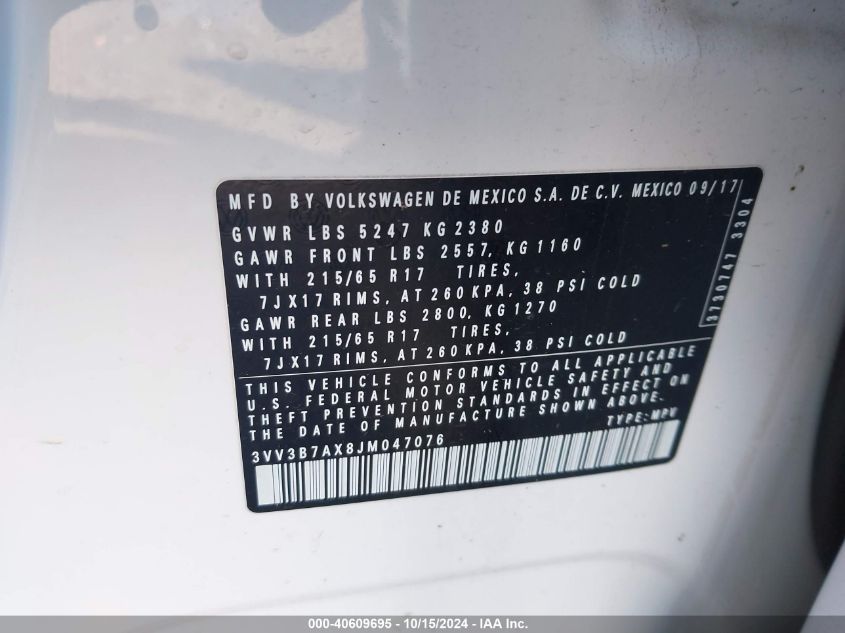 MFD BY VOLKSWAGEN DE MEXICO S.A. DE C.V. MEXICO 09/17
GVWR LBS 5247 KG 2380
GAWR FRONT LBS 2557, KG 1160
WITH 215/65 R17 TIRES,
7JX17 RIMS, AT 260 KPA, 38 PSI COLD
GAWR REAR LBS 2800, KG 1270
WITH 215/65 R17 TIRES,
7JX17 RIMS, AT 260 KPA, 38 PSI COLD
3730747 3304
THIS VEHICLE CONFORMS TO ALL APPLICABLE
U.S. FEDERAL MOTOR VEHICLE SAFETY AND
THEFT PREVENTION STANDARDS IN EFFECT ON
THE DATE OF MANUFACTURE SHOWN ABOVE.
3VV3B7AX8JM047076 TYPE: MPV
000-40609695 - 10/15/2024 - IAA Inc.